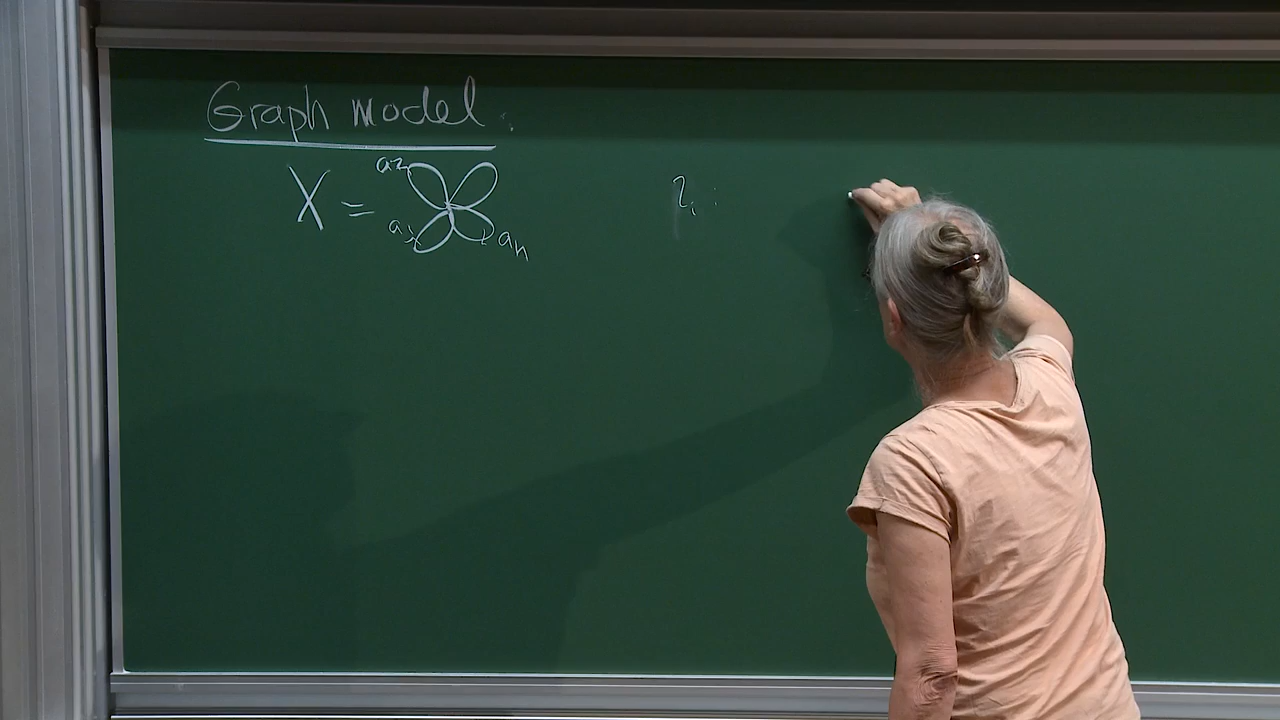 Graph model:
X = a₂ a₁ aₙ